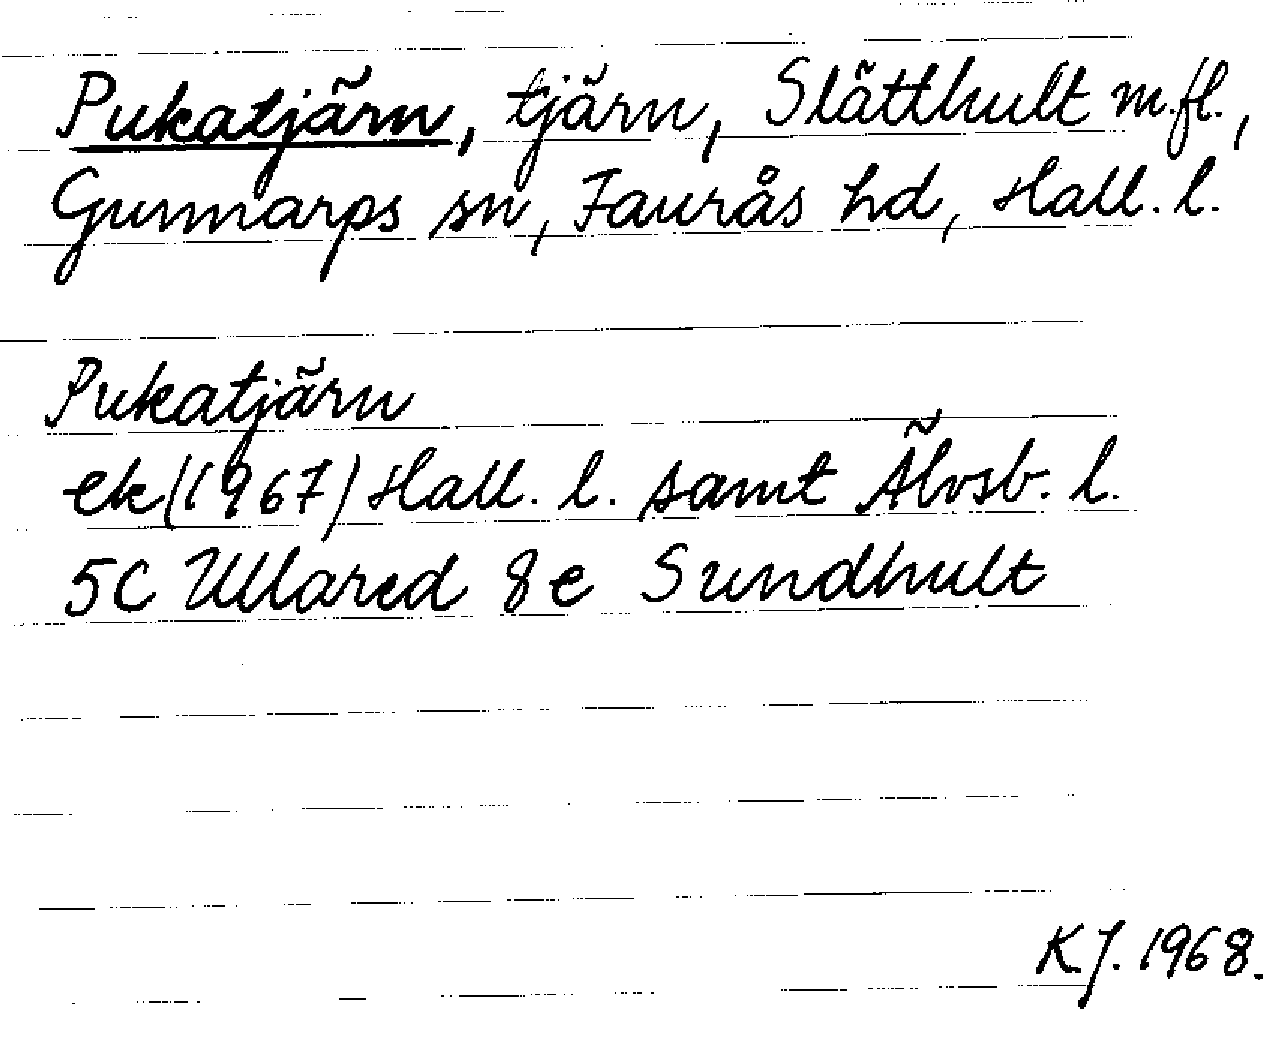 Pukatjärn, tjärn, Slätthult m.fl.,
Gunnarps sn, Faurås hd, Hall. l.
Pukatjärn
ek (1967) Hall. l. samt Älvsb. l.
5C Ullared 8e Sundhult
K.J. 1968.